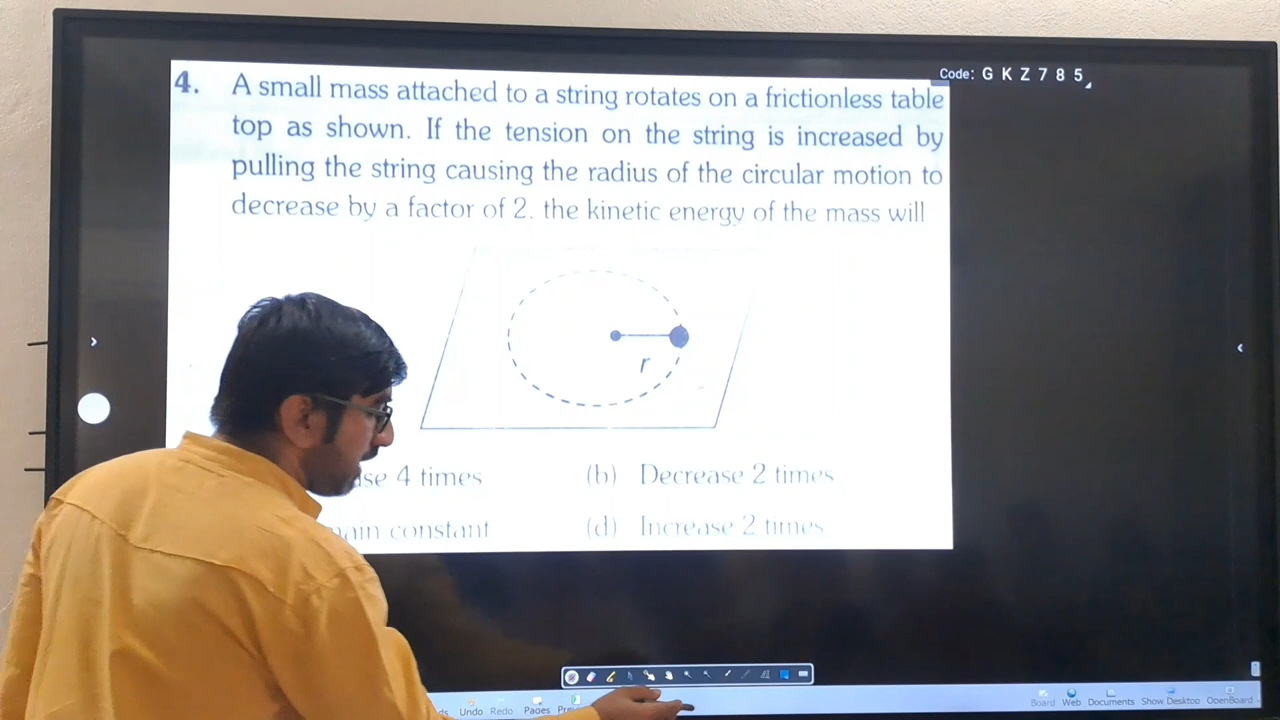 Code: G K Z 7 8 5
4. A small mass attached to a string rotates on a frictionless table
top as shown. If the tension on the string is increased by
pulling the string causing the radius of the circular motion to
decrease by a factor of 2. the kinetic energy of the mass will
r
4 times (b) Decrease 2 times
constant (d) Increase 2 times
Undo Redo Pages Board Web Documents Show Desktop OpenBoard